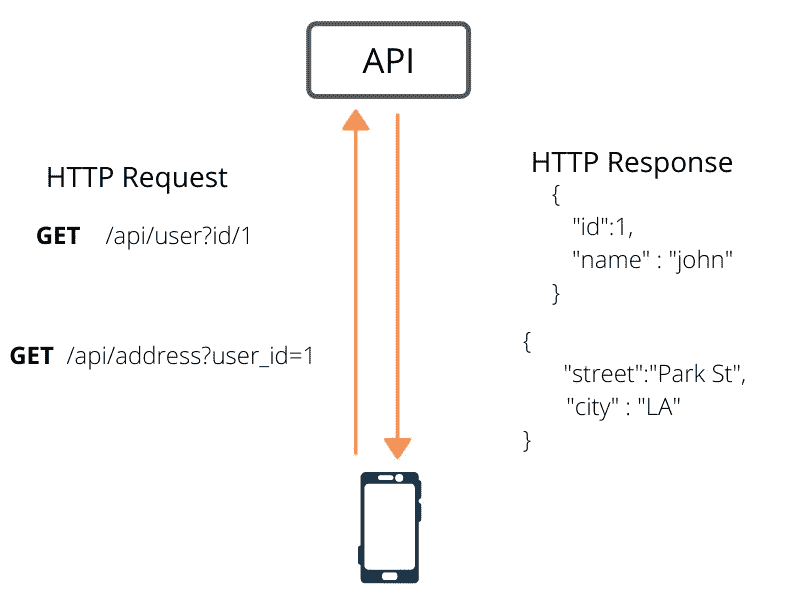 API
HTTP Request
GET /api/user?id/1
GET /api/address?user_id=1
HTTP Response
{
"id":1,
"name" : "john"
}
{
"street":"Park St",
"city" : "LA"
}